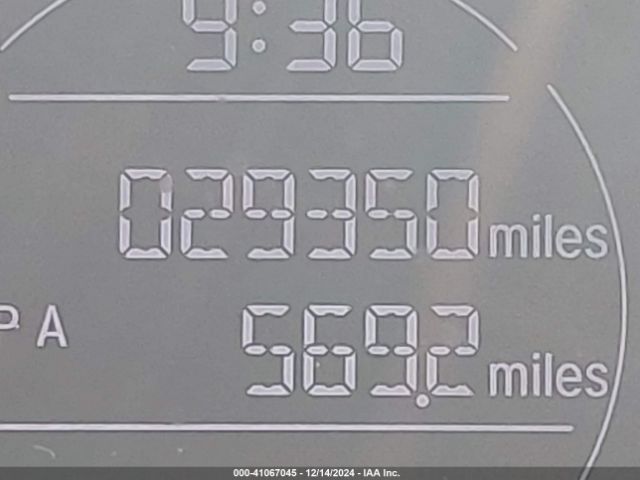 9:36
029350 miles
P A
569.2 miles
000-41067045 - 12/14/2024 - IAA Inc.